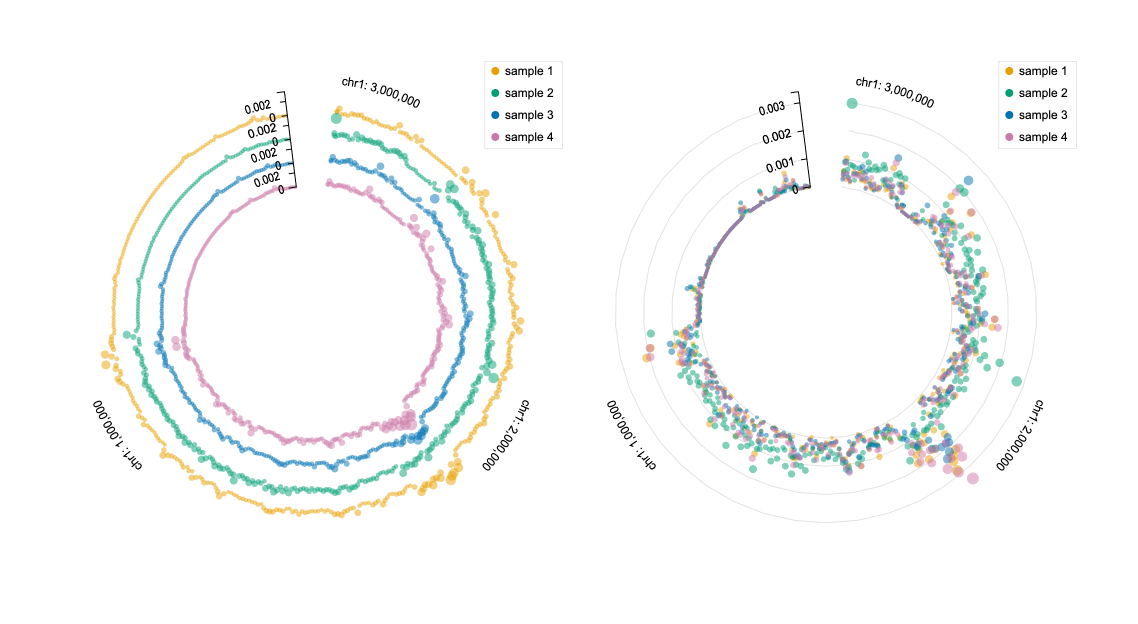 chr1: 3,000,000
0.002
0
0.002
0
0.002
0
0.002
0
chr1: 1,000,000
chr1: 2,000,000
sample 1
sample 2
sample 3
sample 4
chr1: 3,000,000
0.003
0.002
0.001
0
chr1: 1,000,000
chr1: 2,000,000
sample 1
sample 2
sample 3
sample 4